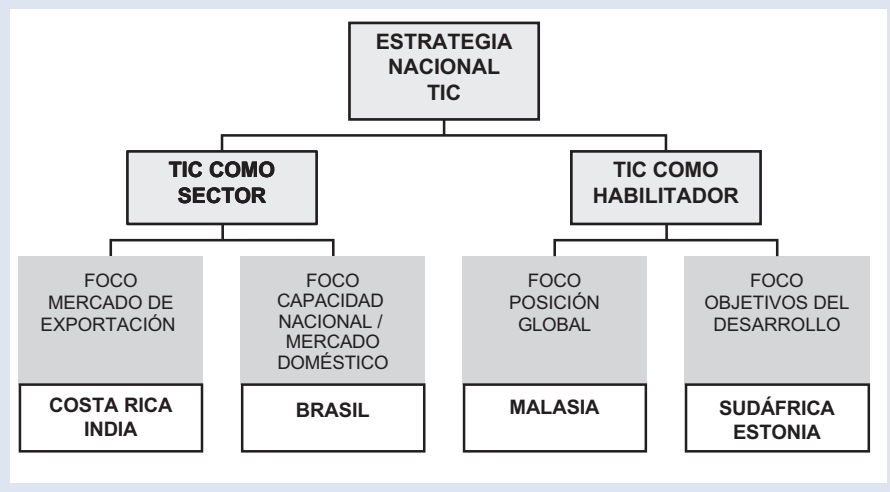 ESTRATEGIA
NACIONAL
TIC
TIC COMO
SECTOR
TIC COMO
HABILITADOR
FOCO
MERCADO DE
EXPORTACIÓN
FOCO
CAPACIDAD
NACIONAL /
MERCADO
DOMÉSTICO
FOCO
POSICIÓN
GLOBAL
FOCO
OBJETIVOS DEL
DESARROLLO
COSTA RICA
INDIA
BRASIL
MALASIA
SUDÁFRICA
ESTONIA